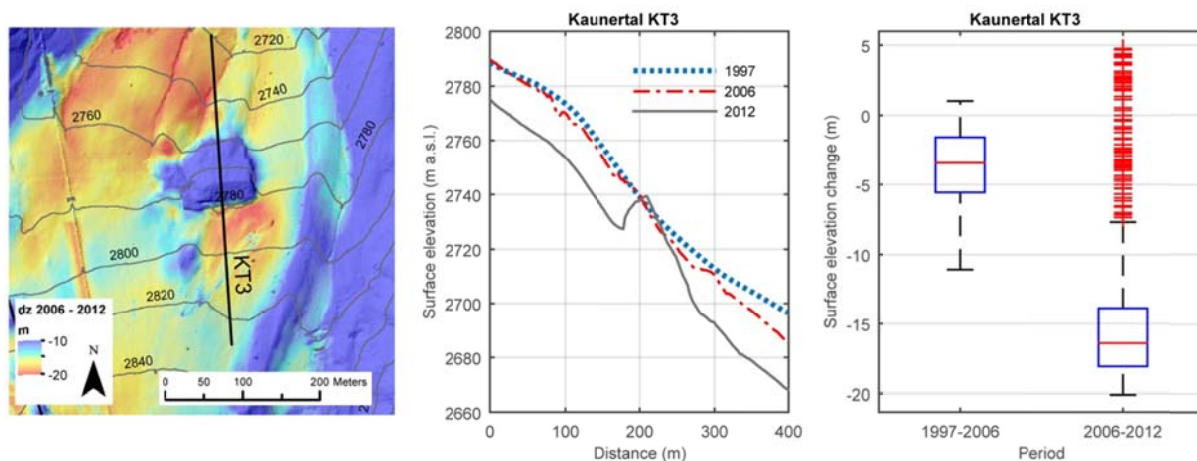 2720
2740
2760
2780
2780
2800
KT3
2820
2840
dz 2006 - 2012
m
-10
-20
N
0 50 100 200 Meters
Kaunertal KT3
Surface elevation (m a.s.l.)
2800
2780
2760
2740
2720
2700
2680
2660
1997
2006
2012
0 100 200 300 400
Distance (m)
Kaunertal KT3
Surface elevation change (m)
5
0
-5
-10
-15
-20
1997-2006 2006-2012
Period